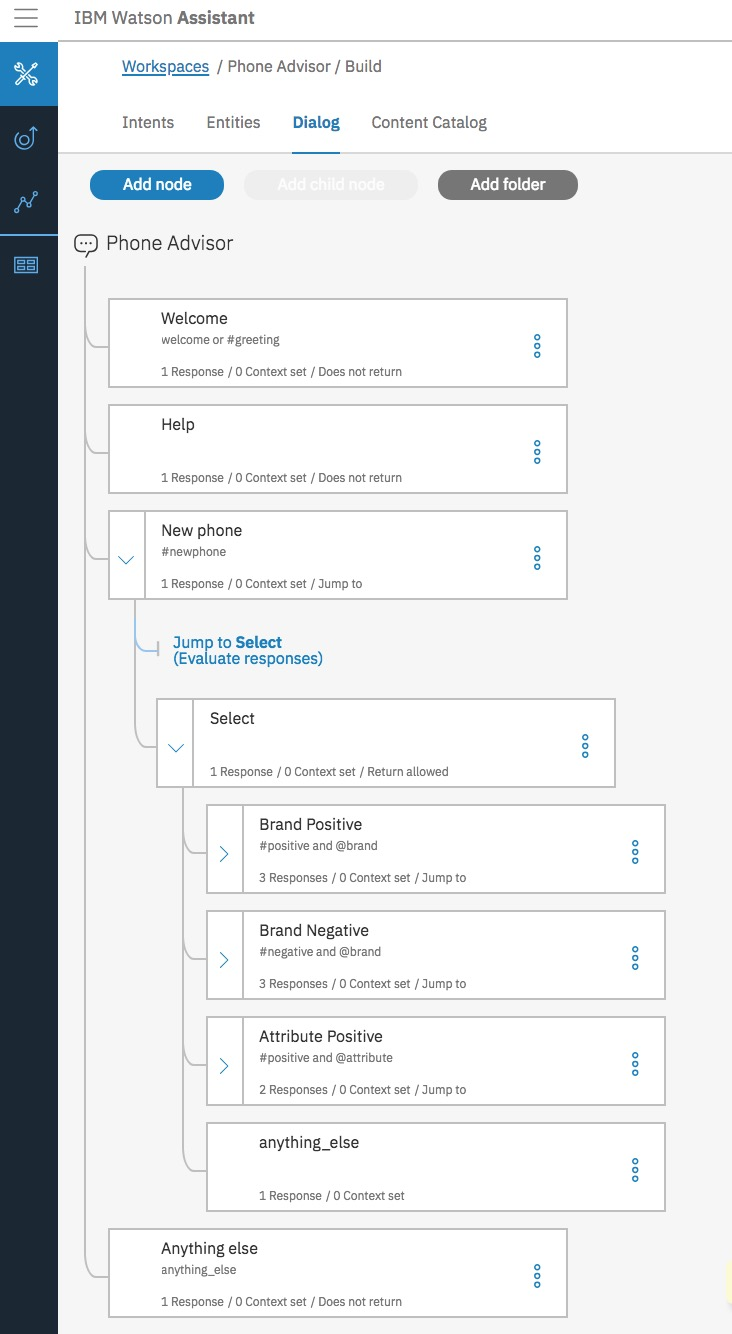 IBM Watson Assistant
Workspaces / Phone Advisor / Build
Intents Entities Dialog Content Catalog
Add node Add child node Add folder
Phone Advisor
Welcome
welcome or #greeting
1 Response / 0 Context set / Does not return
Help
1 Response / 0 Context set / Does not return
New phone
#newphone
1 Response / 0 Context set / Jump to
Jump to Select
(Evaluate responses)
Select
1 Response / 0 Context set / Return allowed
Brand Positive
#positive and @brand
3 Responses / 0 Context set / Jump to
Brand Negative
#negative and @brand
3 Responses / 0 Context set / Jump to
Attribute Positive
#positive and @attribute
2 Responses / 0 Context set / Jump to
anything_else
1 Response / 0 Context set
Anything else
anything_else
1 Response / 0 Context set / Does not return